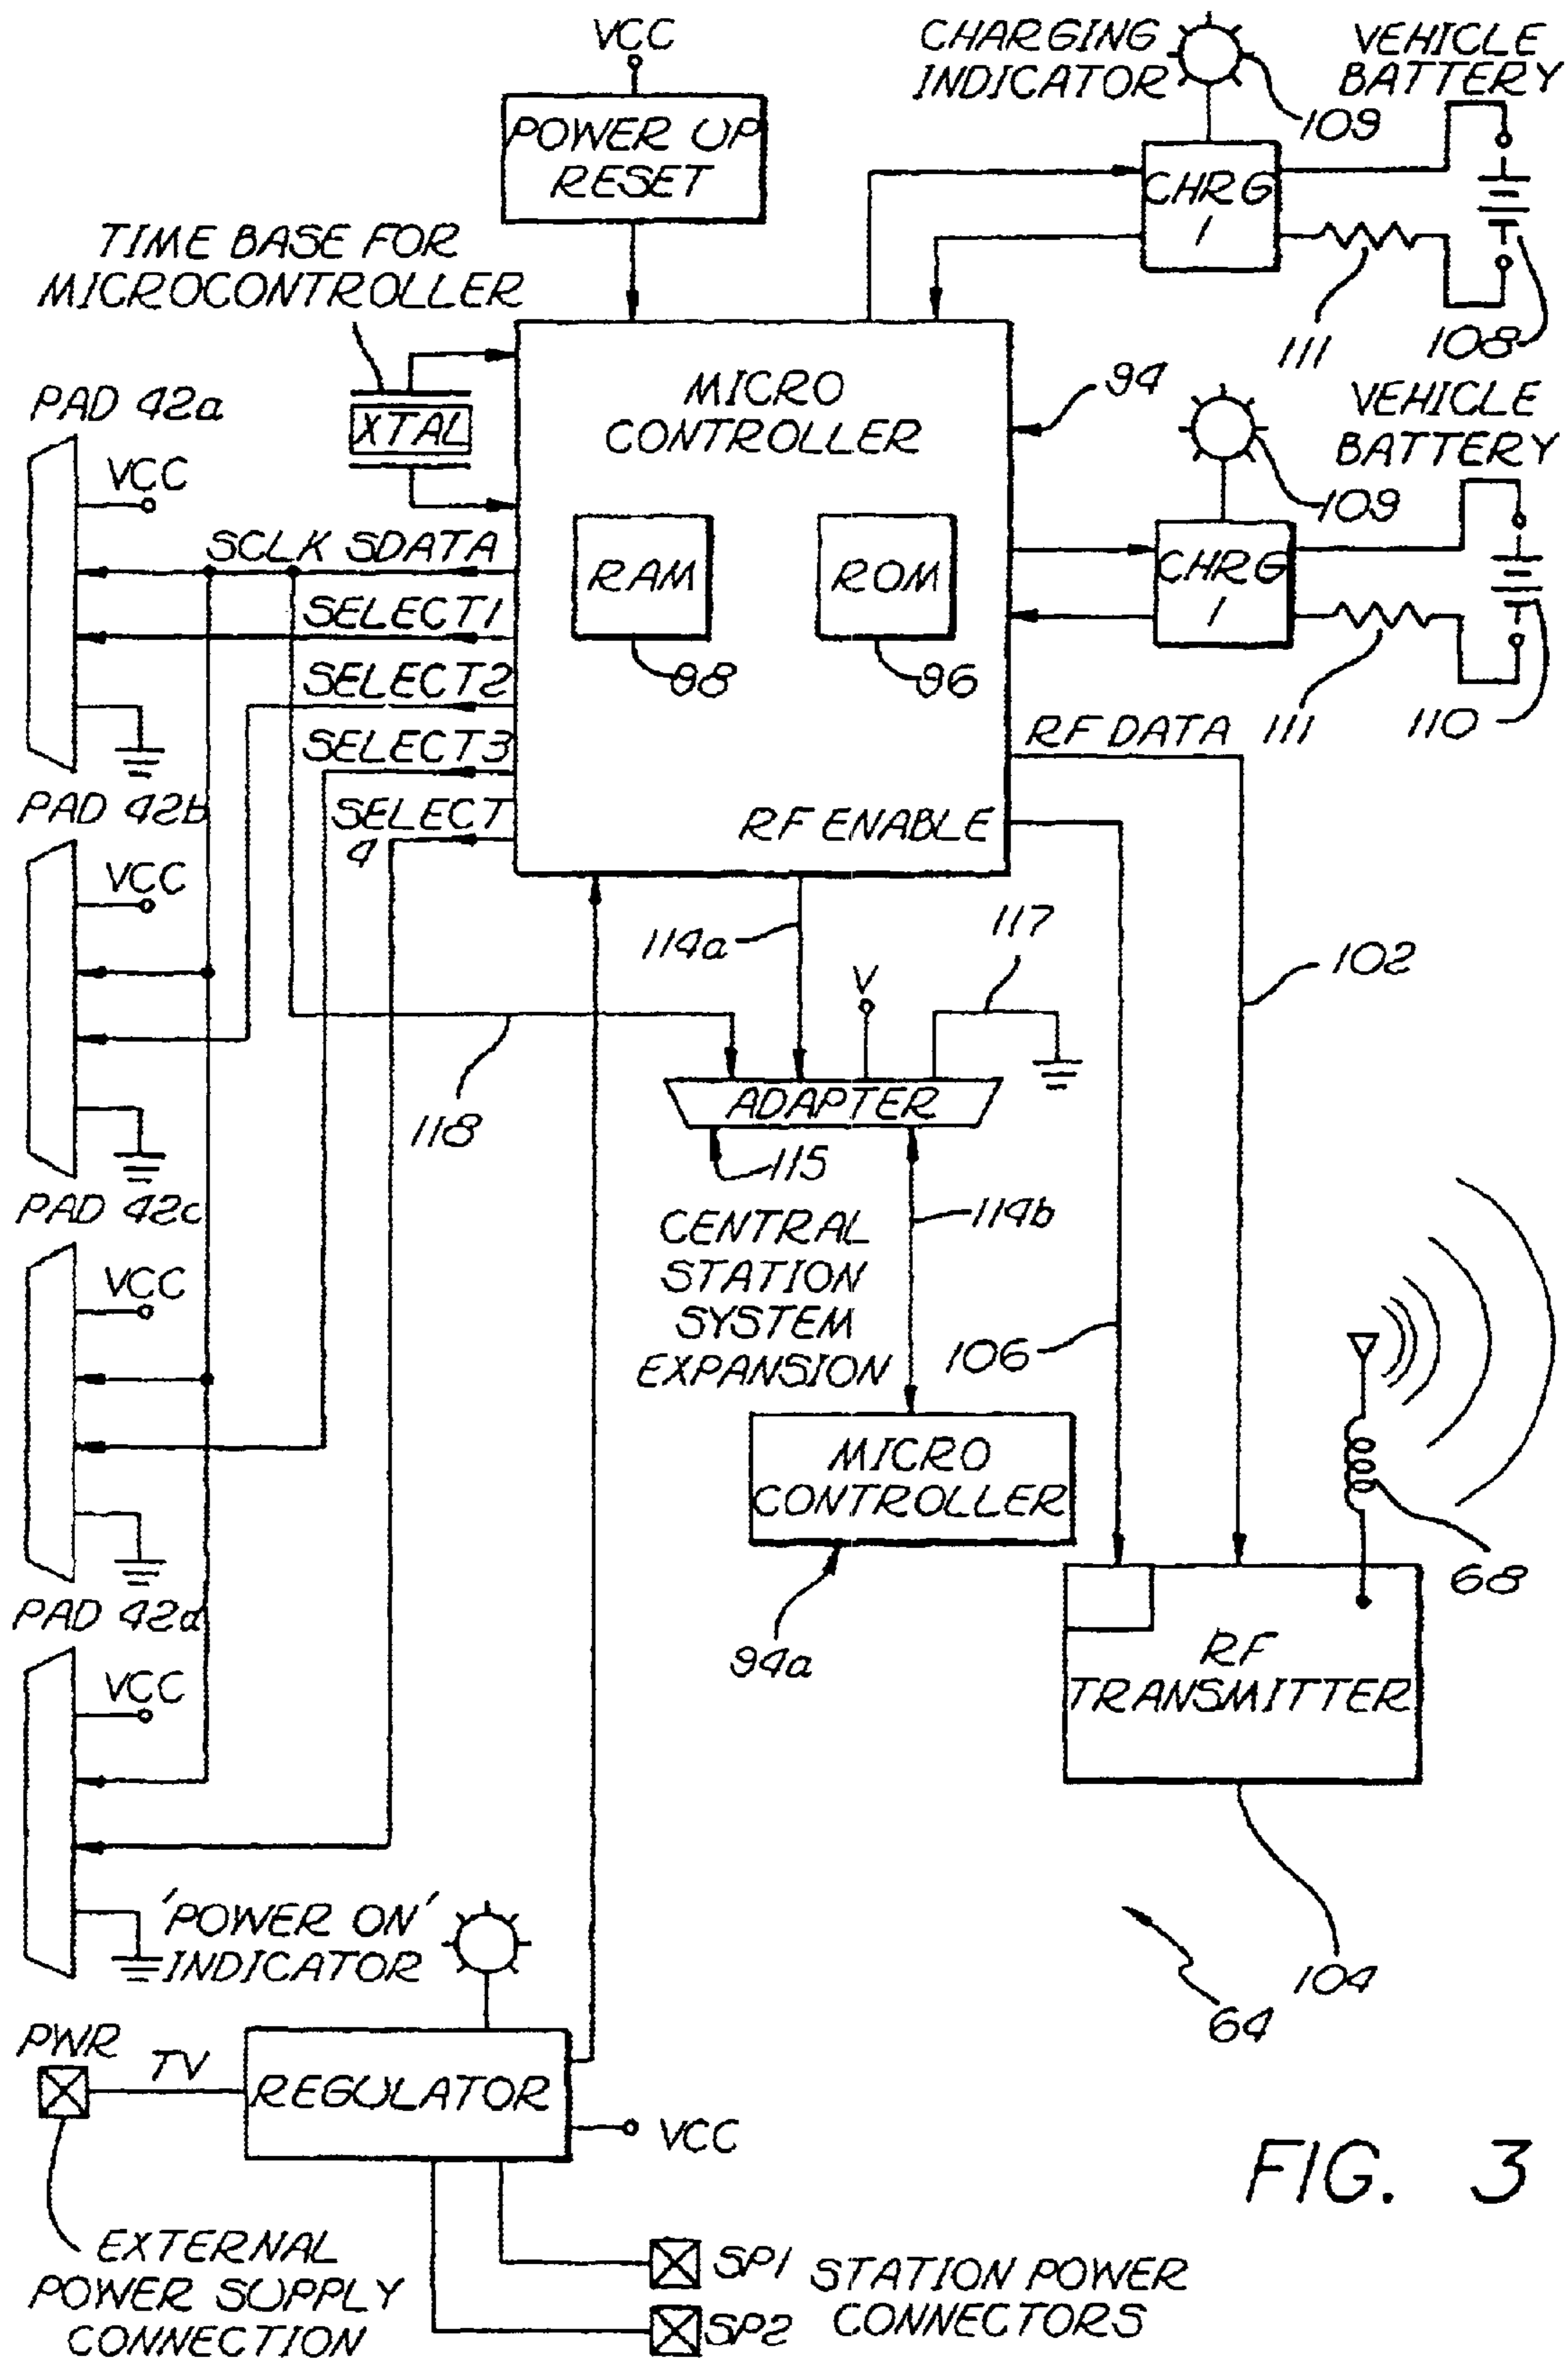 VCC
CHARGING
INDICATOR
VEHICLE
BATTERY
109
POWER UP
RESET
CHRG
1
TIME BASE FOR
MICROCONTROLLER
111
108
PAD 42a
XTAL
MICRO
CONTROLLER
94
VEHICLE
BATTERY
109
VCC
SCLK SDATA
RAM
ROM
CHRG
1
SELECT1
98
96
SELECT2
111
110
SELECT3
RF DATA
PAD 42b
SELECT
4
RF ENABLE
VCC
114a
117
V
102
118
ADAPTER
115
PAD 42c
114b
CENTRAL
STATION
SYSTEM
EXPANSION
VCC
106
MICRO
CONTROLLER
68
PAD 42d
94a
RF
TRANSMITTER
VCC
'POWER ON'
INDICATOR
104
64
PWR
TV
REGULATOR
VCC
FIG. 3
EXTERNAL
POWER SUPPLY
CONNECTION
SP1
SP2
STATION POWER
CONNECTORS